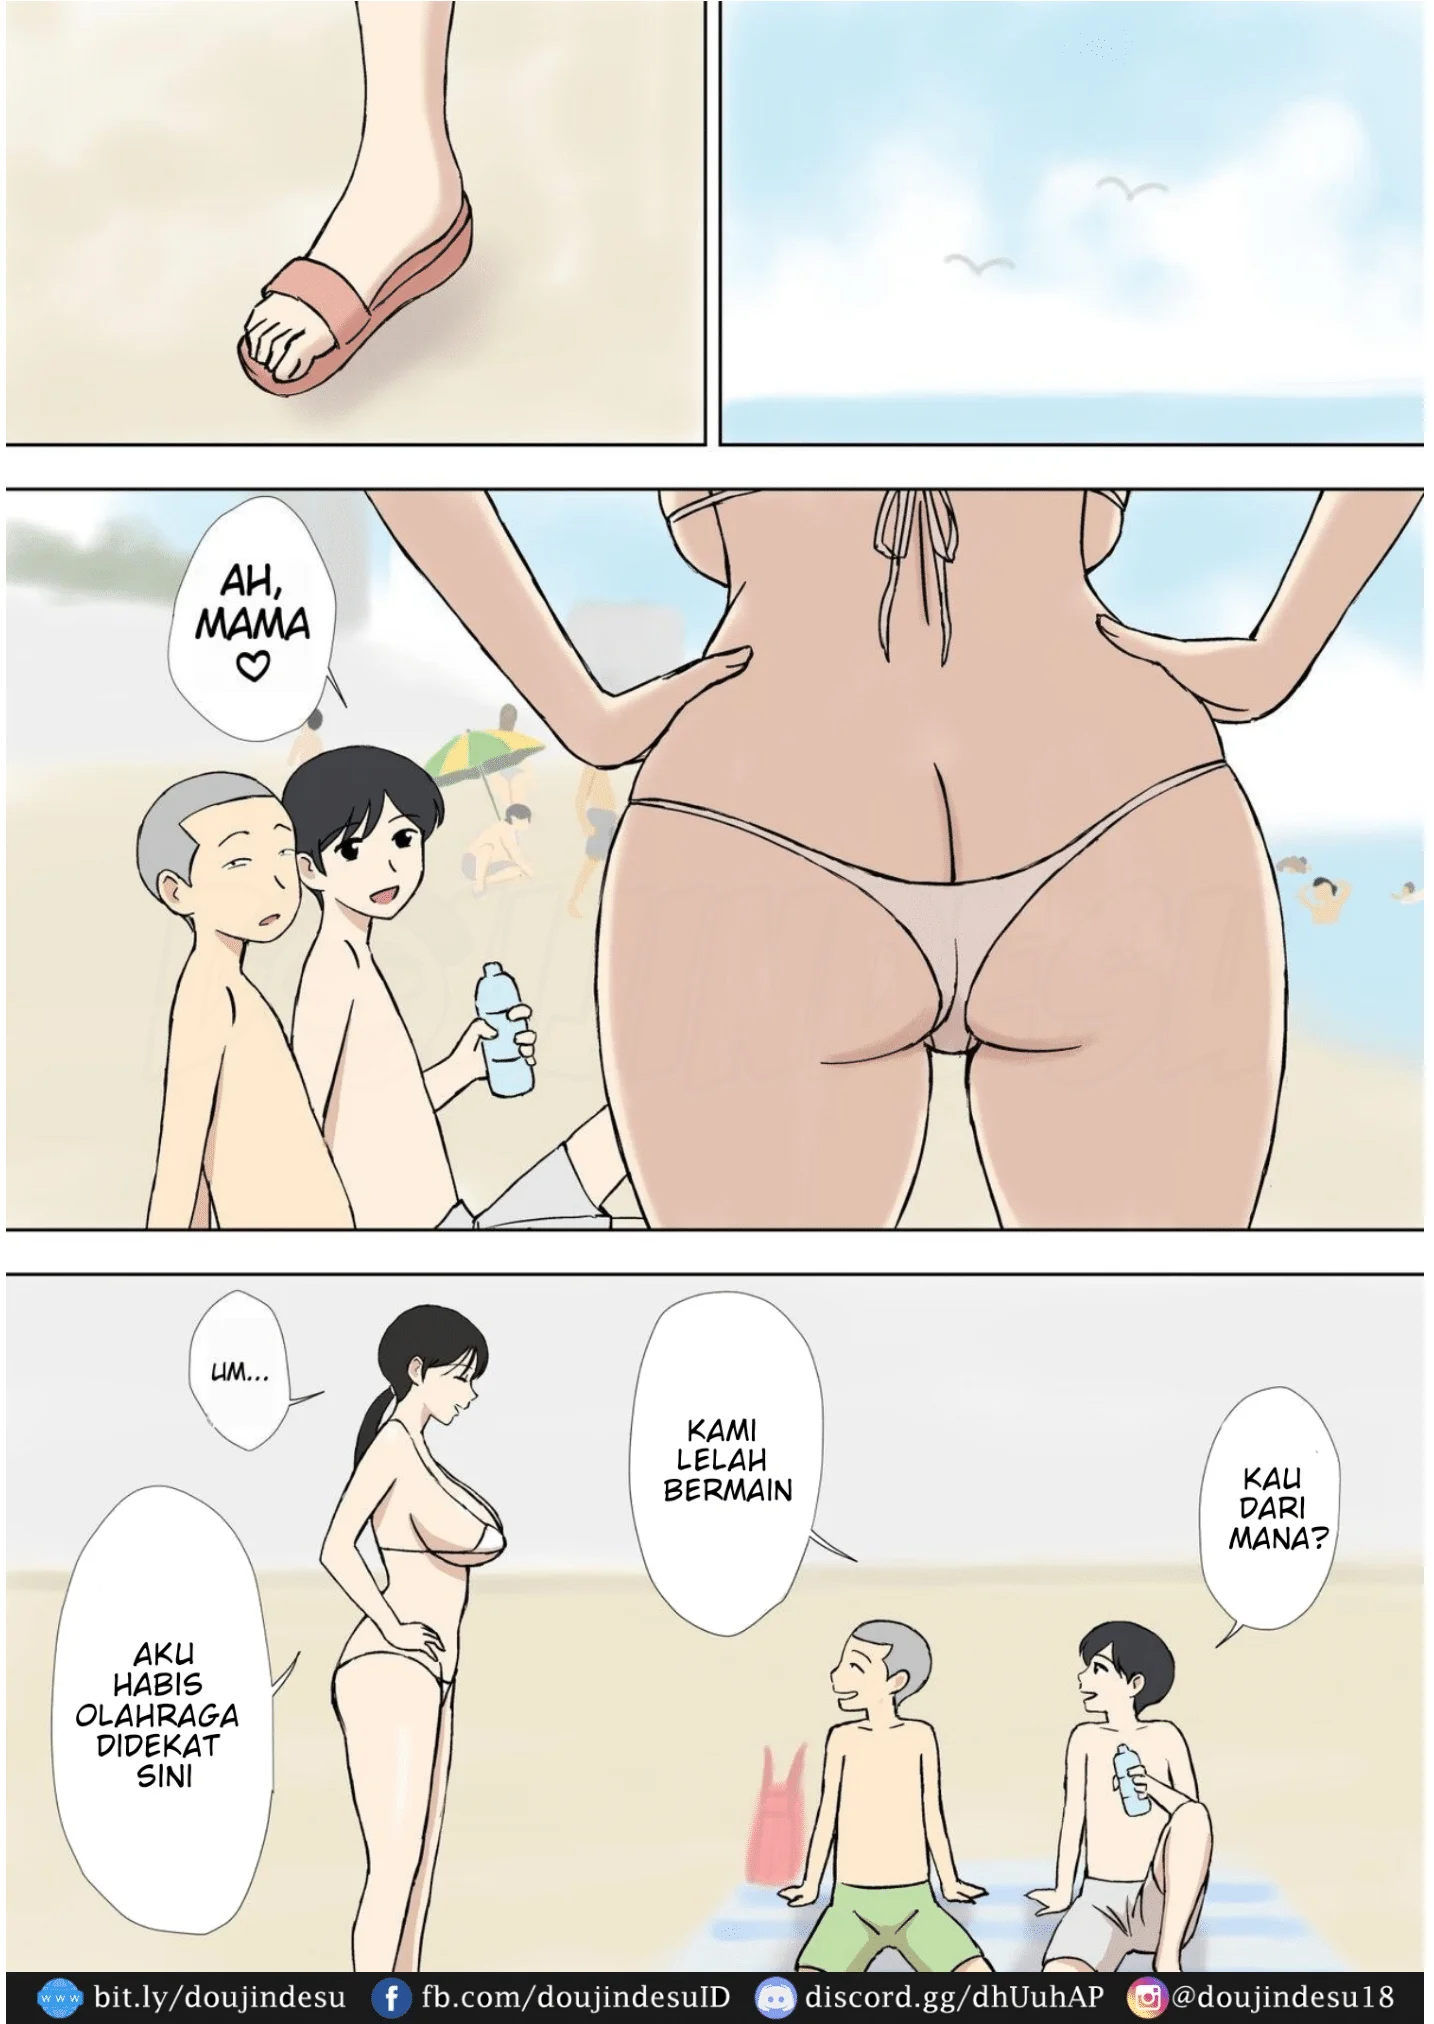 AH,
MAMA
♡
KAU
DARI
MANA?
KAMI
LELAH
BERMAIN
UM...
AKU
HABIS
OLAHRAGA
DIDEKAT
SINI
www bit.ly/doujindesu fb.com/doujindesuID discord.gg/dhUuhAP @doujindesu18